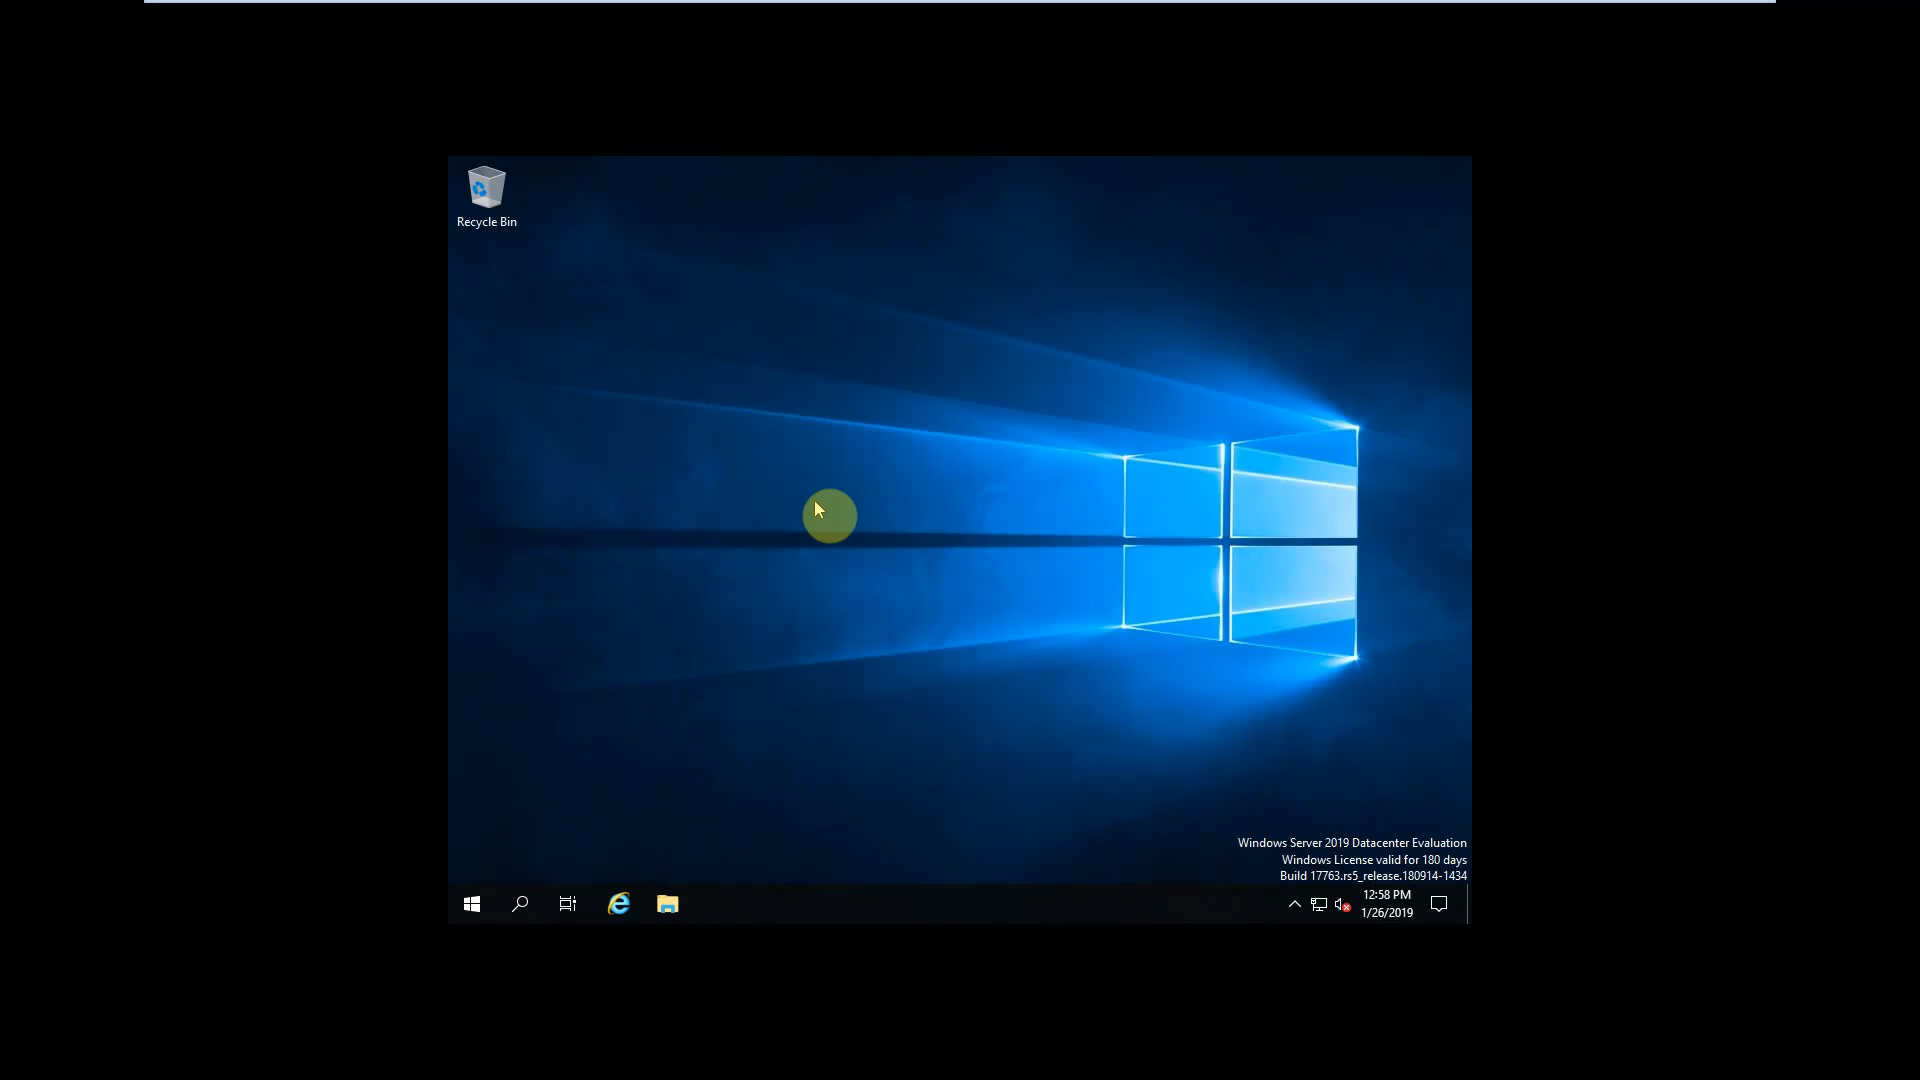 Recycle Bin
Windows Server 2019 Datacenter Evaluation
Windows License valid for 180 days
Build 17763.rs5_release.180914-1434
12:58 PM
1/26/2019